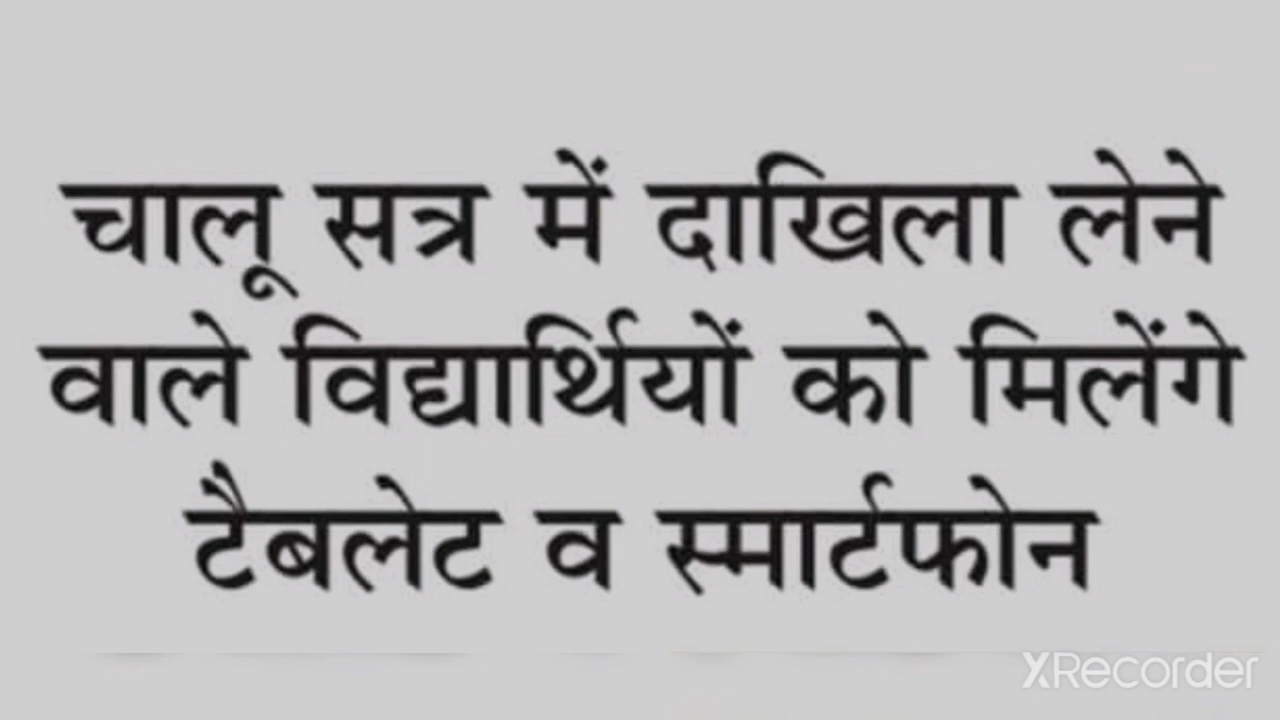 चालू सत्र में दाखिला लेने
वाले विद्यार्थियों को मिलेंगे
टैबलेट व स्मार्टफोन
XRecorder